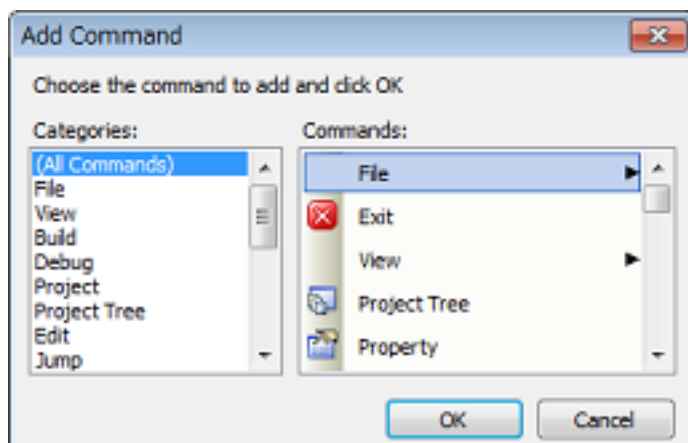 Add Command
Choose the command to add and click OK
Categories:
(All Commands)
File
View
Build
Debug
Project
Project Tree
Edit
Jump
Commands:
File
Exit
View
Project Tree
Property
OK
Cancel